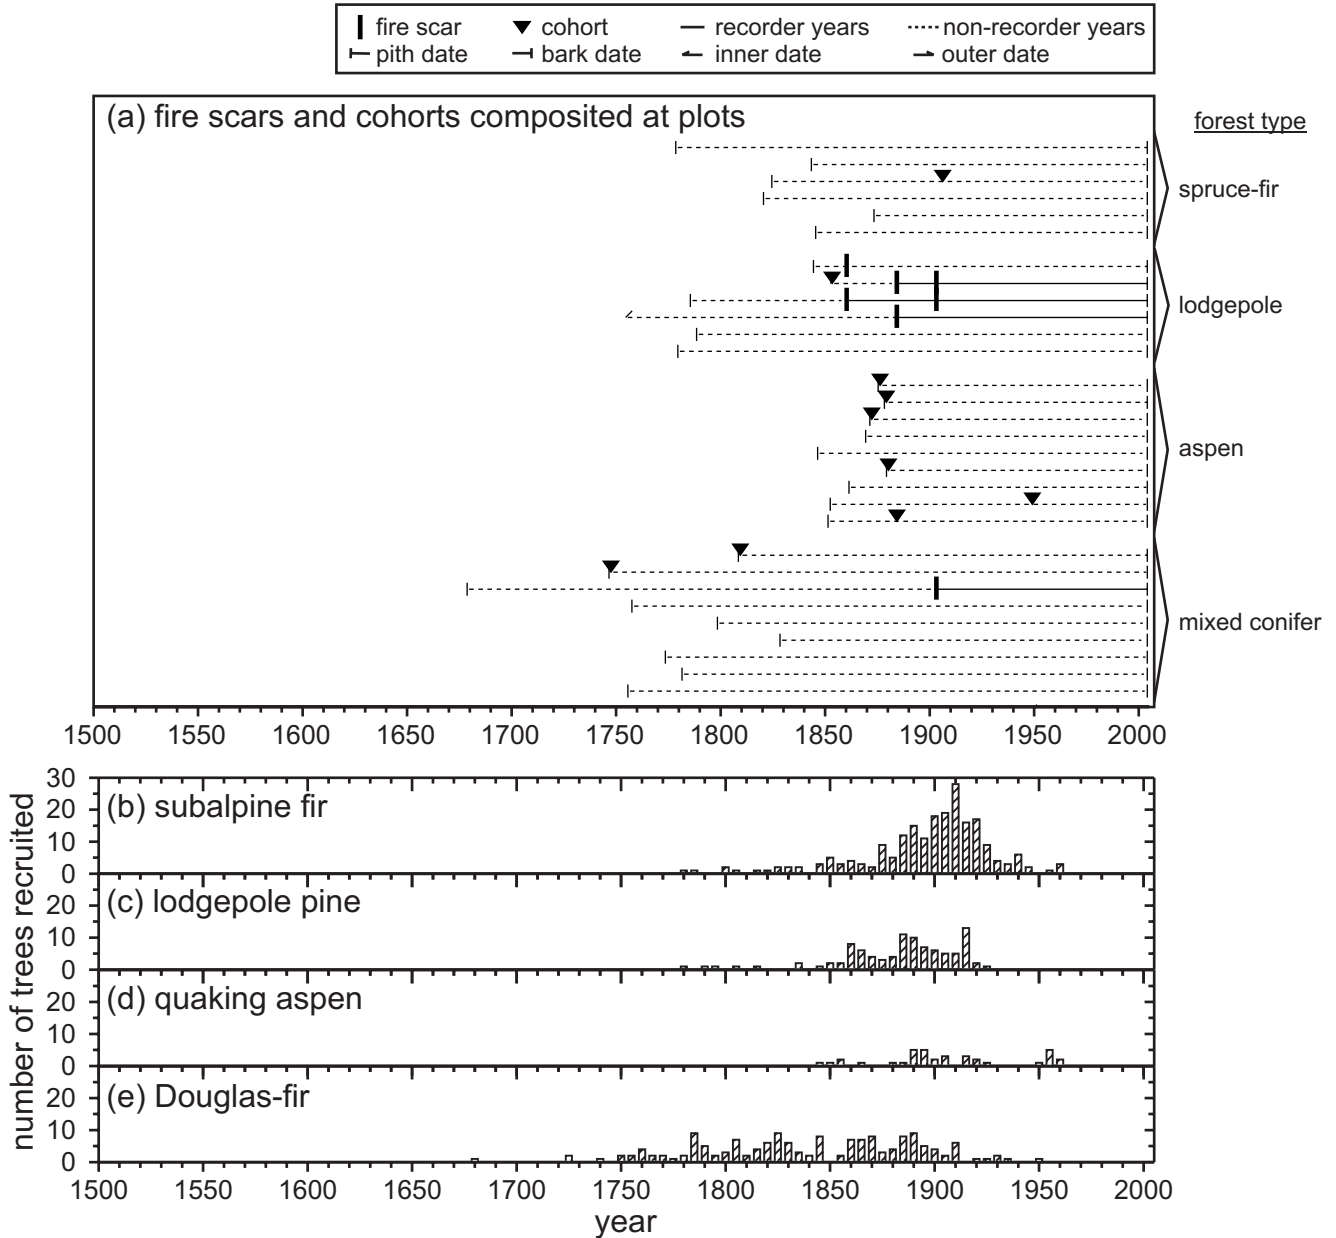 fire scar cohort recorder years non-recorder years
pith date bark date inner date outer date
(a) fire scars and cohorts composited at plots
forest type
spruce-fir
lodgepole
aspen
mixed conifer
1500 1550 1600 1650 1700 1750 1800 1850 1900 1950 2000
number of trees recruited
30
20
10
0
(b) subalpine fir
20
10
0
(c) lodgepole pine
20
10
0
(d) quaking aspen
20
10
0
(e) Douglas-fir
1500 1550 1600 1650 1700 1750 1800 1850 1900 1950 2000
year